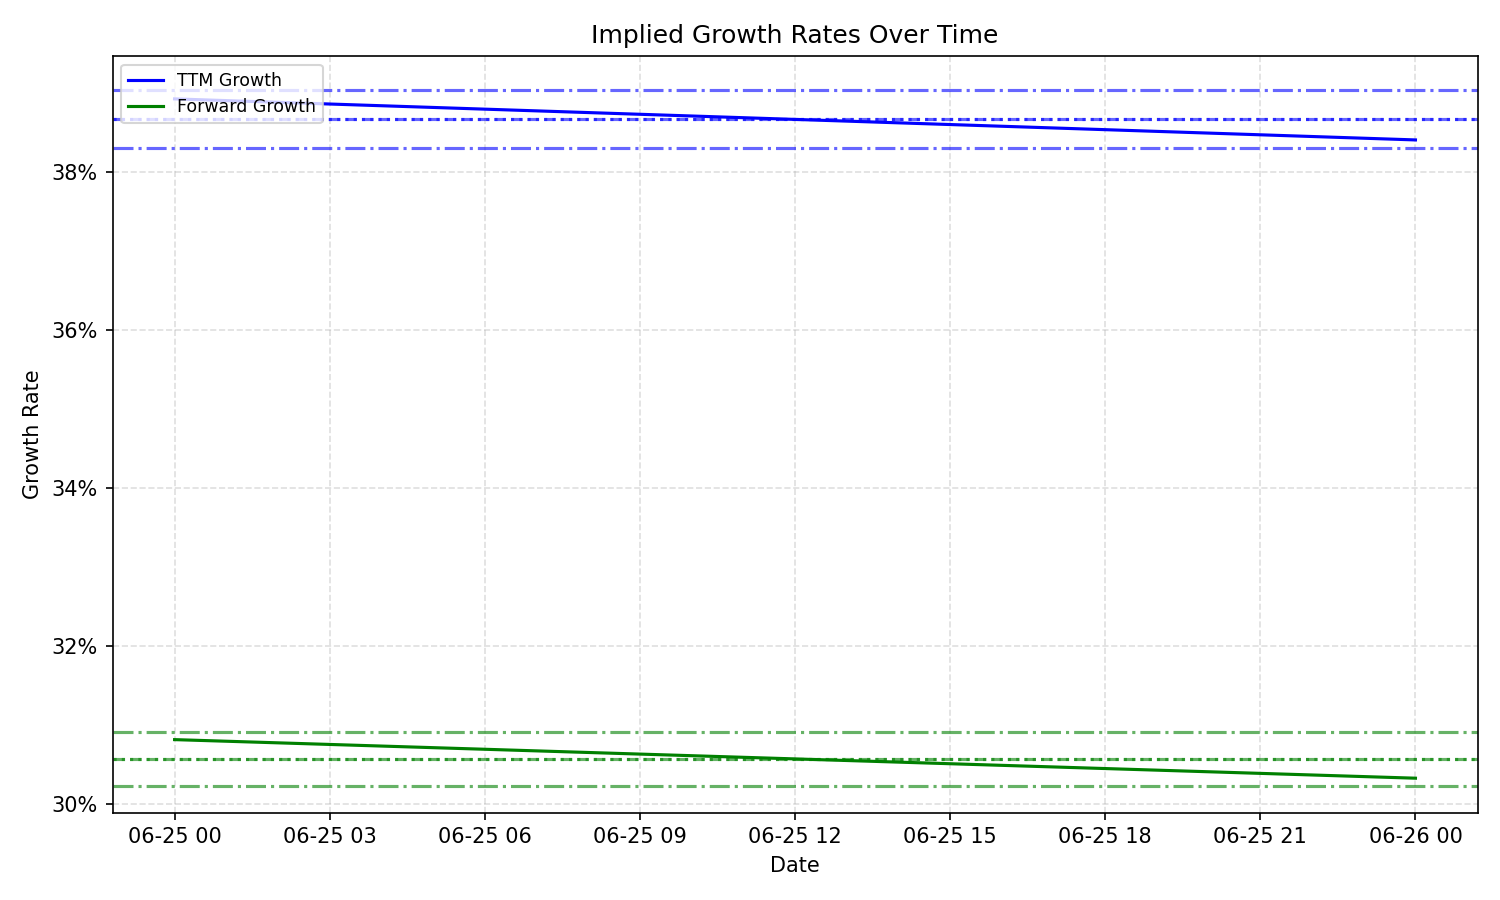 Implied Growth Rates Over Time
TTM Growth
Forward Growth
38%
36%
34%
32%
30%
Growth Rate
06-25 00 06-25 03 06-25 06 06-25 09 06-25 12 06-25 15 06-25 18 06-25 21 06-26 00
Date